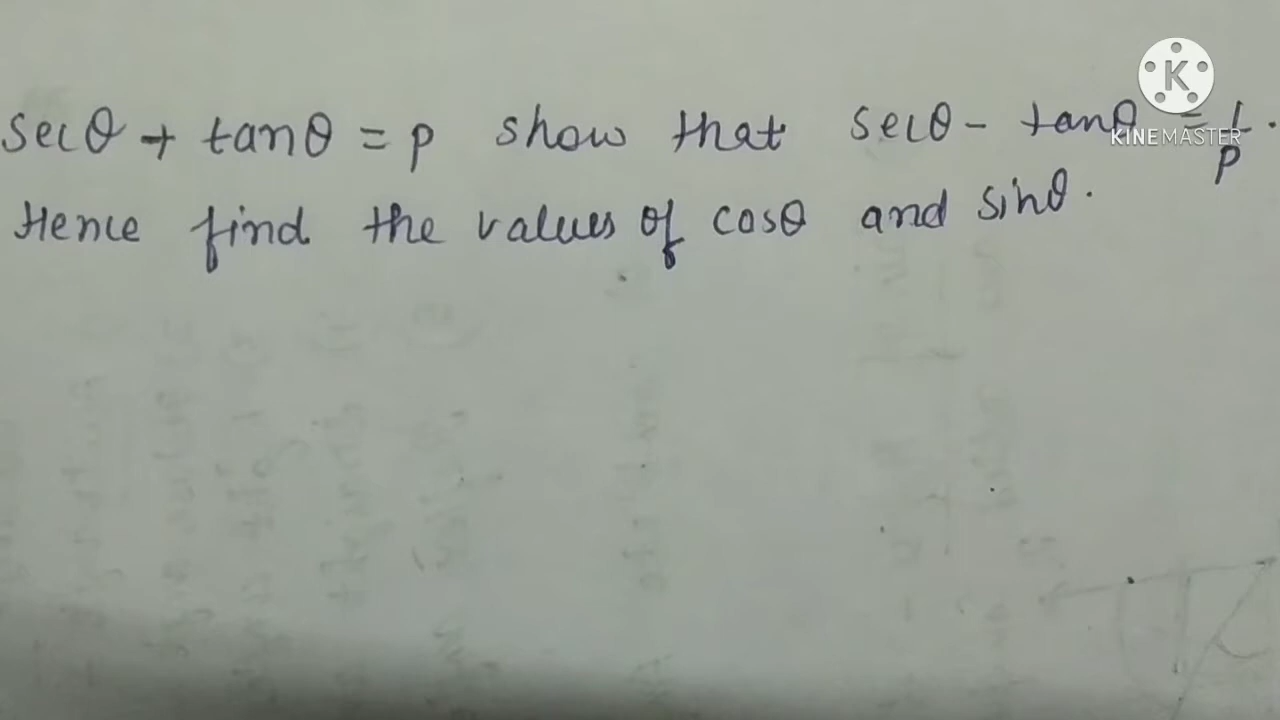 secθ + tanθ = p show that secθ - tanθ = 1/p.
Hence find the values of cosθ and sinθ.
K
KINEMASTER